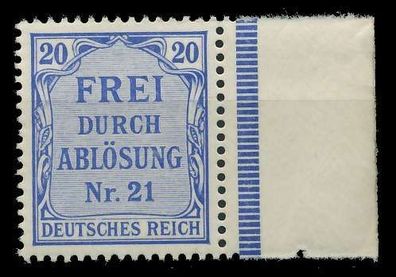 20 20
FREI
DURCH
ABLÖSUNG
Nr. 21
DEUTSCHES REICH